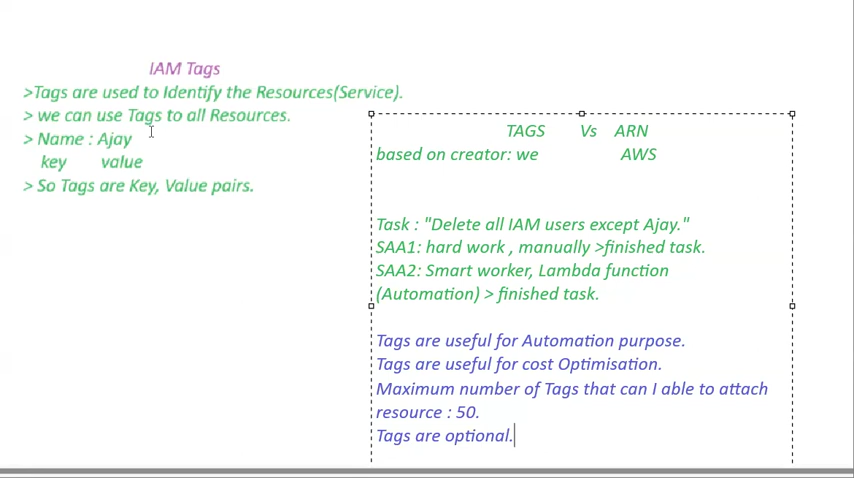 IAM Tags
>Tags are used to Identify the Resources(Service).
> we can use Tags to all Resources.
> Name : Ajay
key value
> So Tags are Key, Value pairs.
TAGS Vs ARN
based on creator: we AWS
Task : "Delete all IAM users except Ajay."
SAA1: hard work , manually >finished task.
SAA2: Smart worker, Lambda function
(Automation) > finished task.
Tags are useful for Automation purpose.
Tags are useful for cost Optimisation.
Maximum number of Tags that can I able to attach
resource : 50.
Tags are optional.